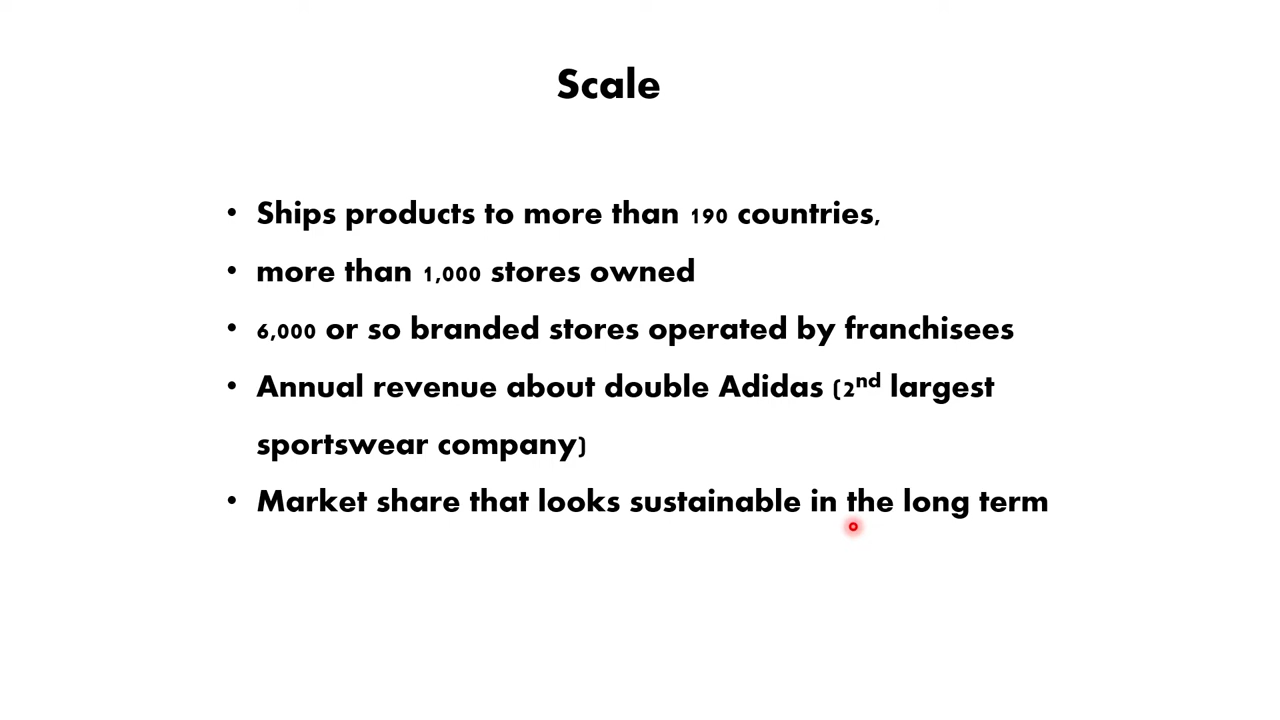 Scale
• Ships products to more than 190 countries,
• more than 1,000 stores owned
• 6,000 or so branded stores operated by franchisees
• Annual revenue about double Adidas (2nd largest
sportswear company)
• Market share that looks sustainable in the long term